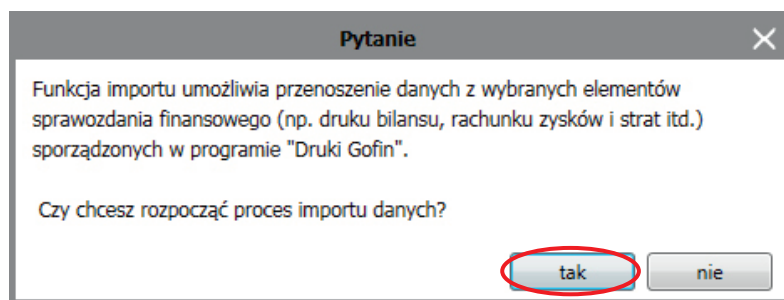 Pytanie
Funkcja importu umożliwia przenoszenie danych z wybranych elementów
sprawozdania finansowego (np. druku bilansu, rachunku zysków i strat itd.)
sporządzonych w programie "Druki Gofin".
Czy chcesz rozpocząć proces importu danych?
tak nie